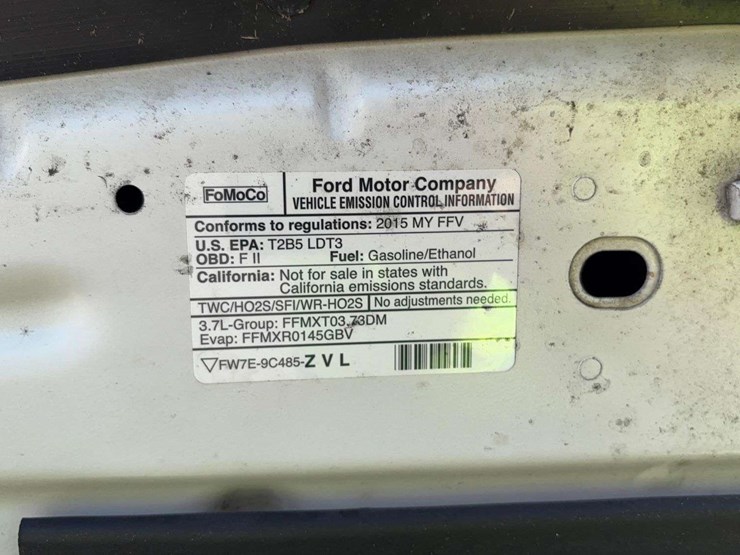 FoMoCo
Ford Motor Company
VEHICLE EMISSION CONTROL INFORMATION
Conforms to regulations: 2015 MY FFV
U.S. EPA: T2B5 LDT3
OBD: F II Fuel: Gasoline/Ethanol
California: Not for sale in states with
California emissions standards.
TWC/HO2S/SFI/WR-HO2S No adjustments needed.
3.7L-Group: FFMXT03.73DM
Evap: FFMXR0145GBV
FW7E-9C485-Z V L